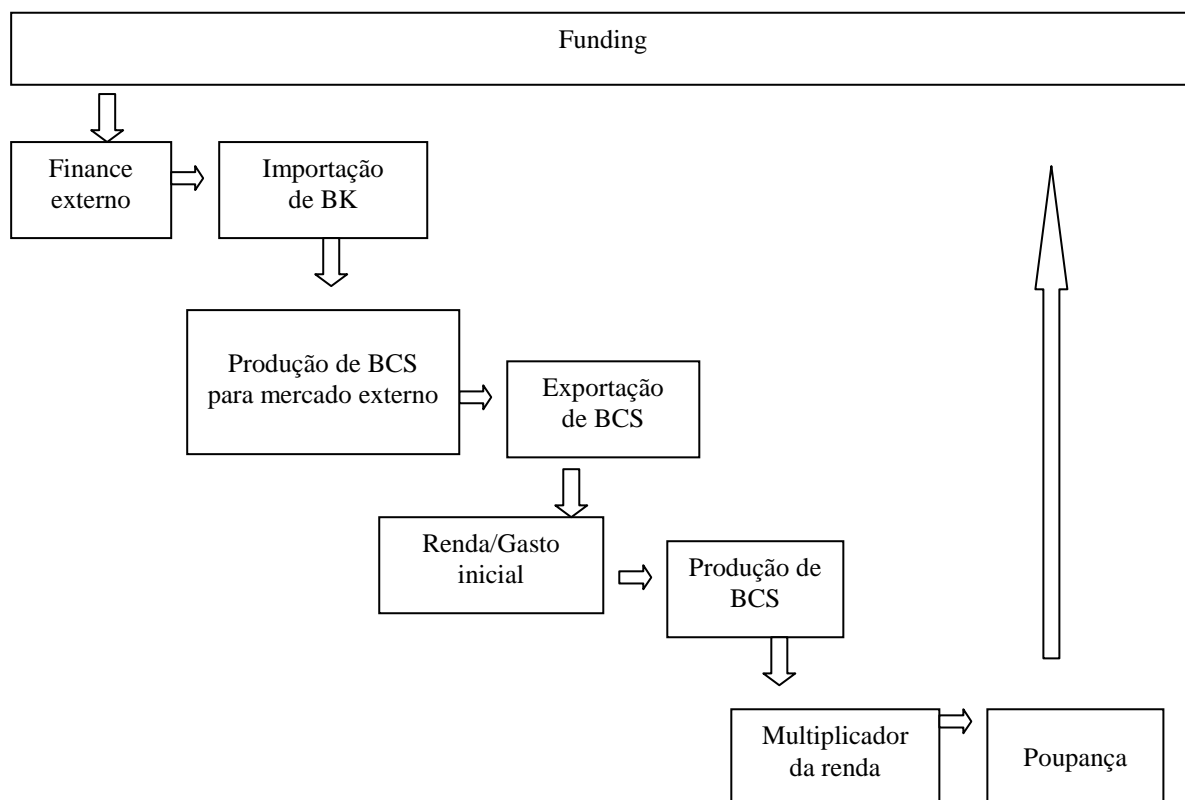 Funding
Finance
externo
Importação
de BK
Produção de BCS
para mercado externo
Exportação
de BCS
Renda/Gasto
inicial
Produção de
BCS
Multiplicador
da renda
Poupança